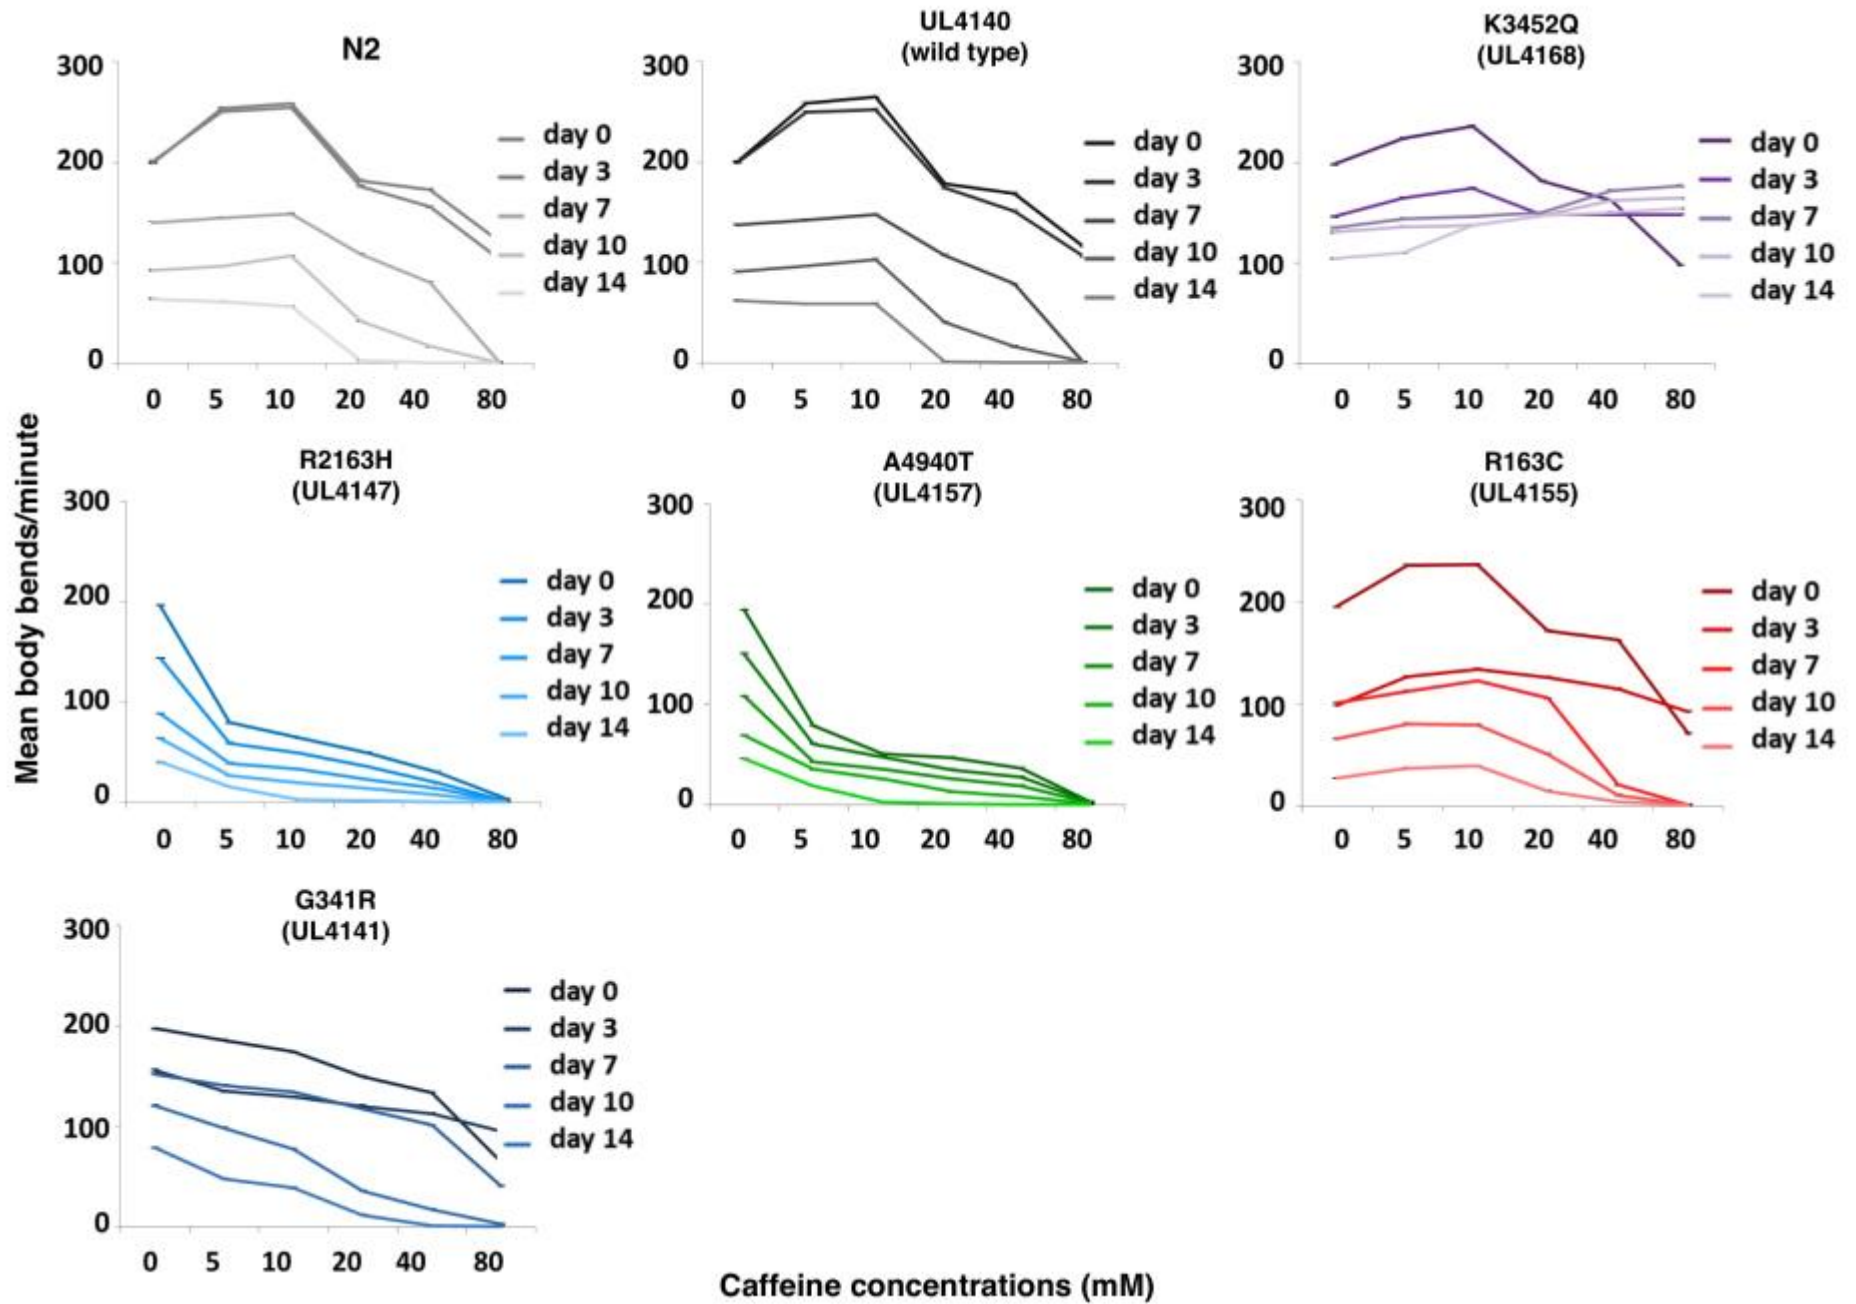 N2
300
200
100
0
day 0
day 3
day 7
day 10
day 14
0 5 10 20 40 80
UL4140
(wild type)
300
200
100
0
day 0
day 3
day 7
day 10
day 14
0 5 10 20 40 80
K3452Q
(UL4168)
300
200
100
0
day 0
day 3
day 7
day 10
day 14
0 5 10 20 40 80
Mean body bends/minute
R2163H
(UL4147)
300
200
100
0
day 0
day 3
day 7
day 10
day 14
0 5 10 20 40 80
A4940T
(UL4157)
300
200
100
0
day 0
day 3
day 7
day 10
day 14
0 5 10 20 40 80
R163C
(UL4155)
300
200
100
0
day 0
day 3
day 7
day 10
day 14
0 5 10 20 40 80
G341R
(UL4141)
300
200
100
0
day 0
day 3
day 7
day 10
day 14
0 5 10 20 40 80
Caffeine concentrations (mM)